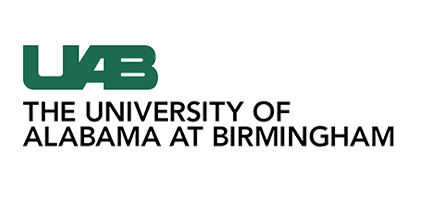 UAB
THE UNIVERSITY OF
ALABAMA AT BIRMINGHAM